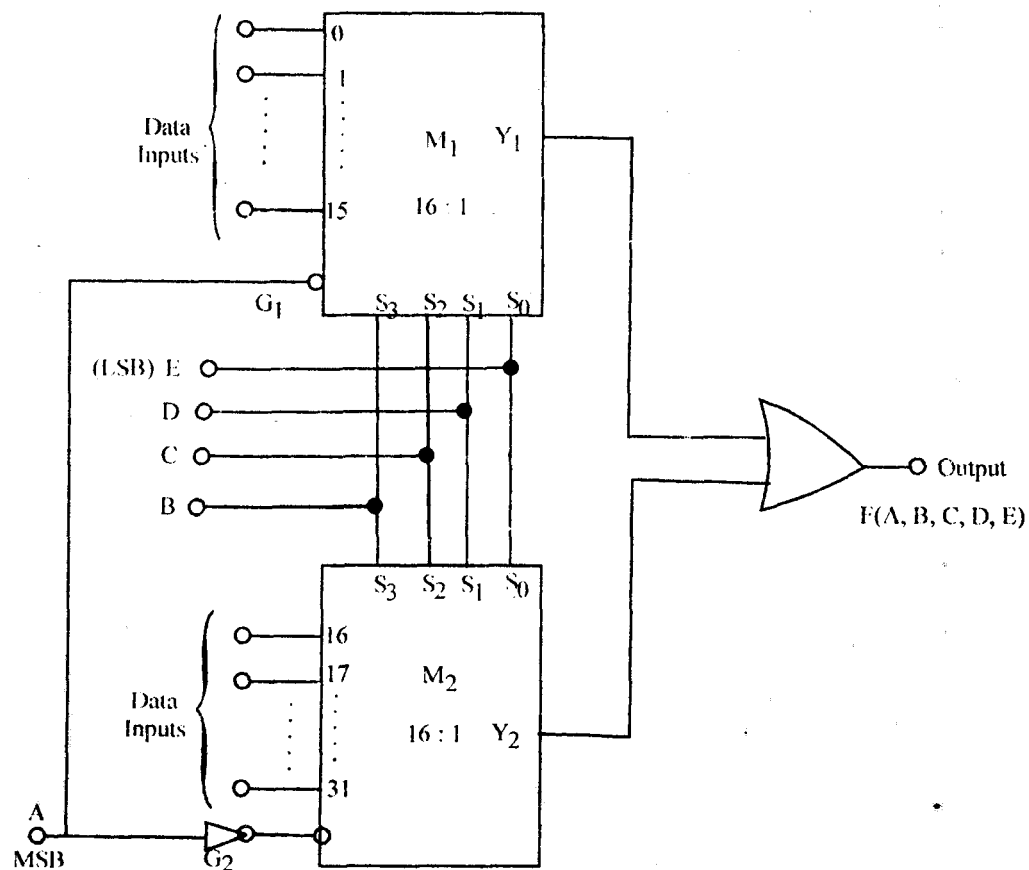 0
1
Data
Inputs
M1 Y1
16 : 1
15
G1
S3 S2 S1 S0
(LSB) E
D
C
B
Output
F(A, B, C, D, E)
S3 S2 S1 S0
16
17
M2
Data
Inputs
16 : 1 Y2
31
A
MSB
G2